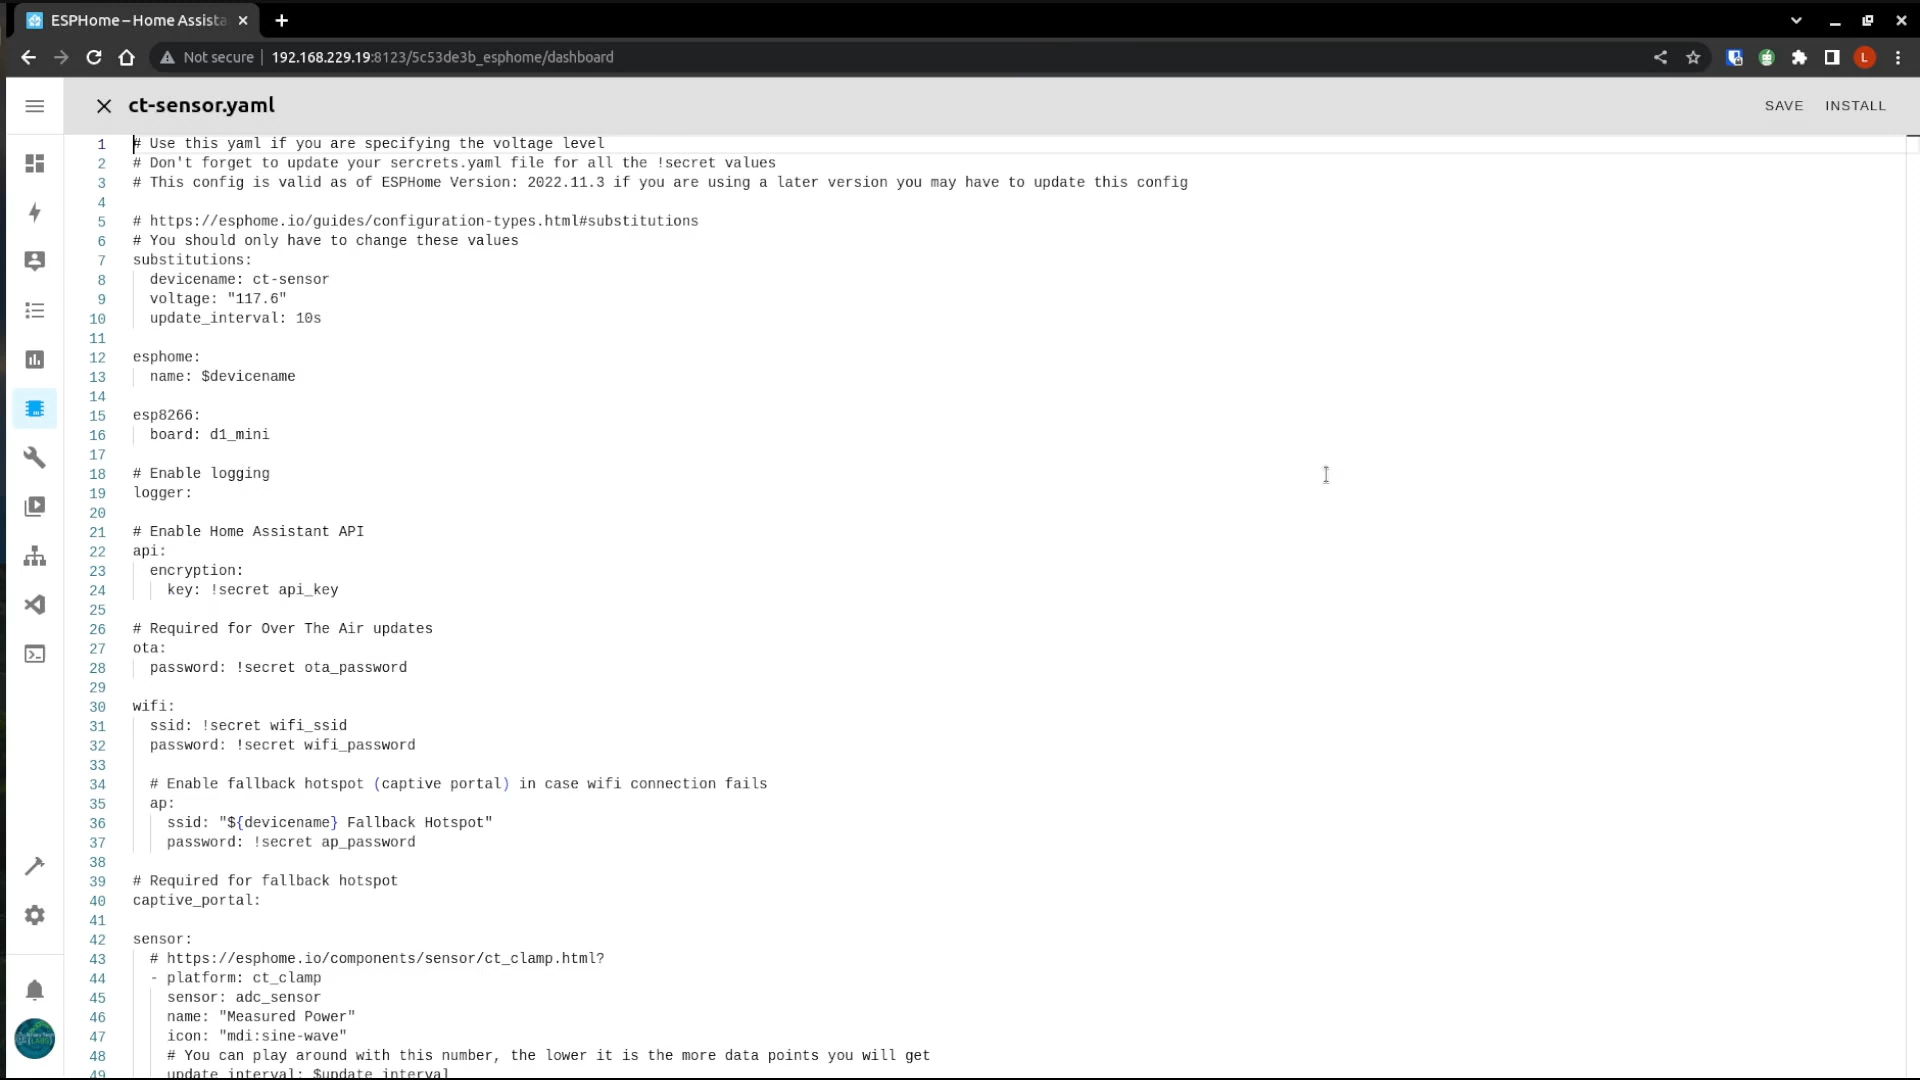 ESPHome – Home Assista
Not secure | 192.168.229.19:8123/5c53de3b_esphome/dashboard
L
ct-sensor.yaml
SAVE INSTALL
1 # Use this yaml if you are specifying the voltage level
2 # Don't forget to update your sercrets.yaml file for all the !secret values
3 # This config is valid as of ESPHome Version: 2022.11.3 if you are using a later version you may have to update this config
4
5 # https://esphome.io/guides/configuration-types.html#substitutions
6 # You should only have to change these values
7 substitutions:
8 devicename: ct-sensor
9 voltage: "117.6"
10 update_interval: 10s
11
12 esphome:
13 name: $devicename
14
15 esp8266:
16 board: d1_mini
17
18 # Enable logging
19 logger:
20
21 # Enable Home Assistant API
22 api:
23 encryption:
24 key: !secret api_key
25
26 # Required for Over The Air updates
27 ota:
28 password: !secret ota_password
29
30 wifi:
31 ssid: !secret wifi_ssid
32 password: !secret wifi_password
33
34 # Enable fallback hotspot (captive portal) in case wifi connection fails
35 ap:
36 ssid: "${devicename} Fallback Hotspot"
37 password: !secret ap_password
38
39 # Required for fallback hotspot
40 captive_portal:
41
42 sensor:
43 # https://esphome.io/components/sensor/ct_clamp.html?
44 - platform: ct_clamp
45 sensor: adc_sensor
46 name: "Measured Power"
47 icon: "mdi:sine-wave"
48 # You can play around with this number, the lower it is the more data points you will get
49 update_interval: $update_interval